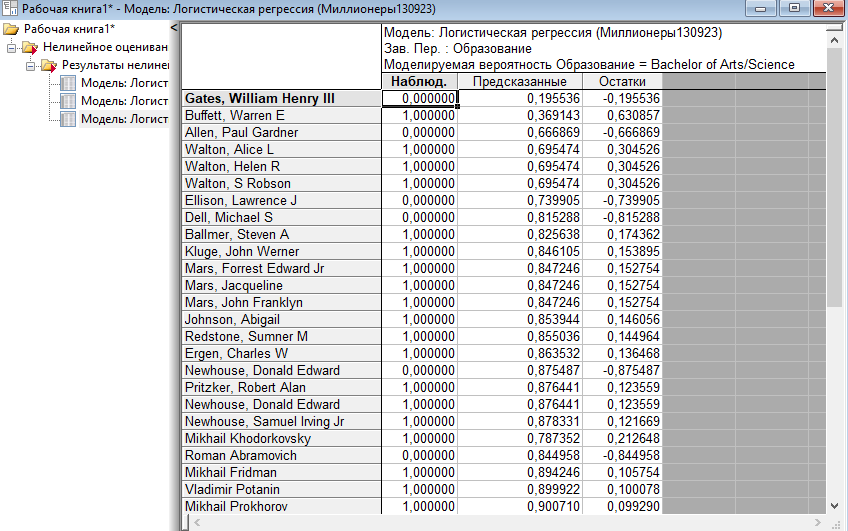 Рабочая книга1* - Модель: Логистическая регрессия (Миллионеры130923)
Рабочая книга1*
Нелинейное оцениван
Результаты нелине
Модель: Логист
Модель: Логист
Модель: Логист
Модель: Логистическая регрессия (Миллионеры130923)
Зав. Пер. : Образование
Моделируемая вероятность Образование = Bachelor of Arts/Science
Наблюд. Предсказанные Остатки
Gates, William Henry III 0,000000 0,195536 -0,195536
Buffett, Warren E 1,000000 0,369143 0,630857
Allen, Paul Gardner 0,000000 0,666869 -0,666869
Walton, Alice L 1,000000 0,695474 0,304526
Walton, Helen R 1,000000 0,695474 0,304526
Walton, S Robson 1,000000 0,695474 0,304526
Ellison, Lawrence J 0,000000 0,739905 -0,739905
Dell, Michael S 0,000000 0,815288 -0,815288
Ballmer, Steven A 1,000000 0,825638 0,174362
Kluge, John Werner 1,000000 0,846105 0,153895
Mars, Forrest Edward Jr 1,000000 0,847246 0,152754
Mars, Jacqueline 1,000000 0,847246 0,152754
Mars, John Franklyn 1,000000 0,847246 0,152754
Johnson, Abigail 1,000000 0,853944 0,146056
Redstone, Sumner M 1,000000 0,855036 0,144964
Ergen, Charles W 1,000000 0,863532 0,136468
Newhouse, Donald Edward 0,000000 0,875487 -0,875487
Pritzker, Robert Alan 1,000000 0,876441 0,123559
Newhouse, Donald Edward 1,000000 0,876441 0,123559
Newhouse, Samuel Irving Jr 1,000000 0,878331 0,121669
Mikhail Khodorkovsky 1,000000 0,787352 0,212648
Roman Abramovich 0,000000 0,844958 -0,844958
Mikhail Fridman 1,000000 0,894246 0,105754
Vladimir Potanin 1,000000 0,899922 0,100078
Mikhail Prokhorov 1,000000 0,900710 0,099290